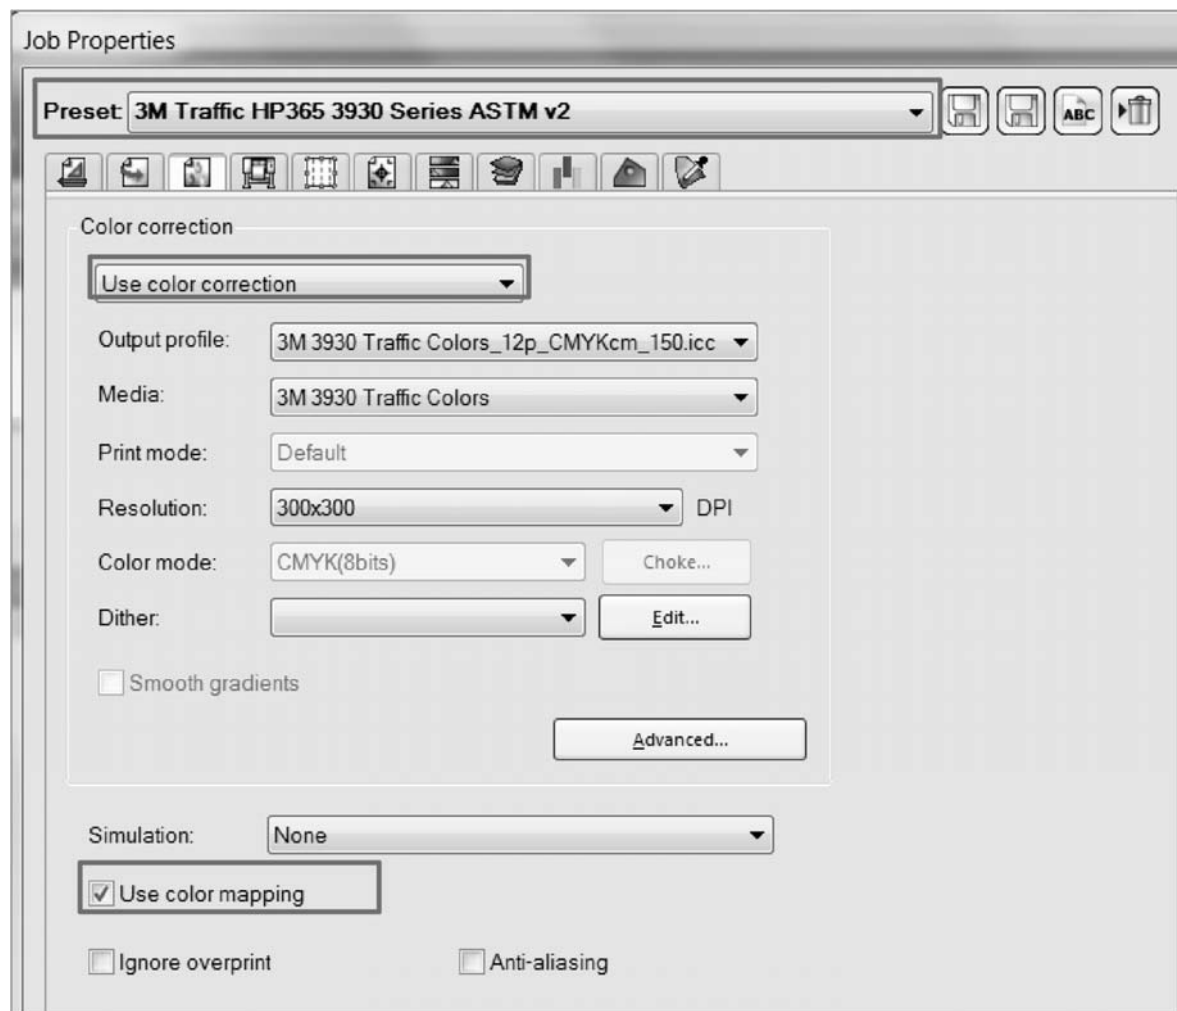 Job Properties
Preset: 3M Traffic HP365 3930 Series ASTM v2
ABC
Color correction
Use color correction
Output profile: 3M 3930 Traffic Colors_12p_CMYKcm_150.icc
Media: 3M 3930 Traffic Colors
Print mode: Default
Resolution: 300x300 DPI
Color mode: CMYK(8bits) Choke...
Dither: Edit...
Smooth gradients
Advanced...
Simulation: None
Use color mapping
Ignore overprint Anti-aliasing